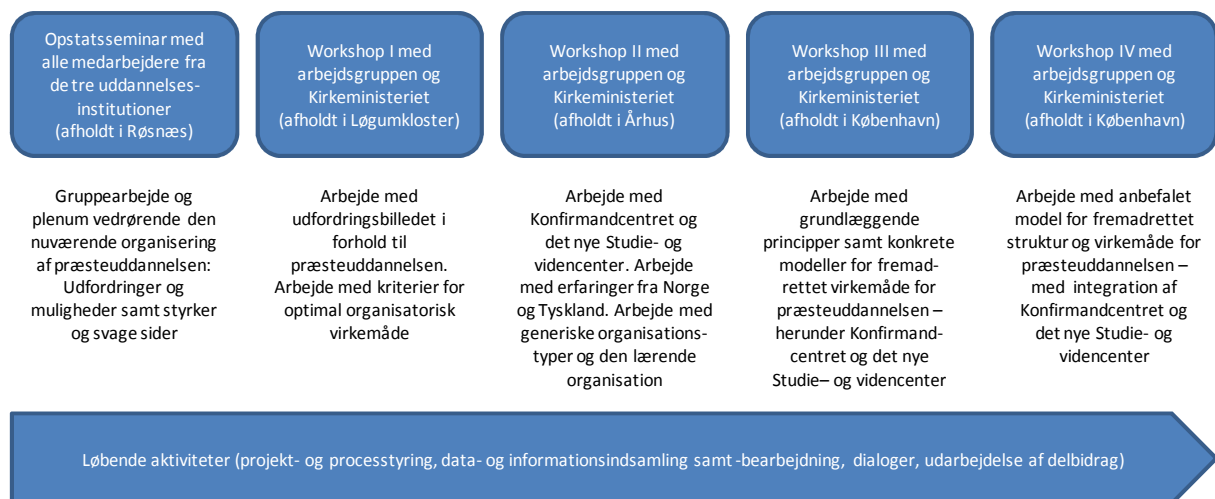 Opstatsseminar med
alle medarbejdere fra
de tre uddannelses-
institutioner
(afholdt i Røsnæs)
Workshop I med
arbejdsgruppen og
Kirkeministeriet
(afholdt i Løgumkloster)
Workshop II med
arbejdsgruppen og
Kirkeministeriet
(afholdt i Århus)
Workshop III med
arbejdsgruppen og
Kirkeministeriet
(afholdt i København)
Workshop IV med
arbejdsgruppen og
Kirkeministeriet
(afholdt i København)
Gruppearbejde og
plenum vedrørende den
nuværende organisering
af præsteuddannelsen:
Udfordringer og
muligheder samt styrker
og svage sider
Arbejde med
udfordringsbilledet i
forhold til
præsteuddannelsen.
Arbejde med kriterier for
optimal organisatorisk
virkemåde
Arbejde med
Konfirmandcentret og
det nye Studie- og
videncenter. Arbejde
med erfaringer fra Norge
og Tyskland. Arbejde med
generiske organisations-
typer og den lærende
organisation
Arbejde med
grundlæggende
principper samt konkrete
modeller for fremad-
rettet virkemåde for
præsteuddannelsen –
herunder Konfirmand-
centret og det nye
Studie– og videncenter
Arbejde med anbefalet
model for fremadrettet
struktur og virkemåde for
præsteuddannelsen –
med integration af
Konfirmandcentret og
det nye Studie- og
videncenter
Løbende aktiviteter (projekt- og processtyring, data- og informationsindsamling samt -bearbejdning, dialoger, udarbejdelse af delbidrag)